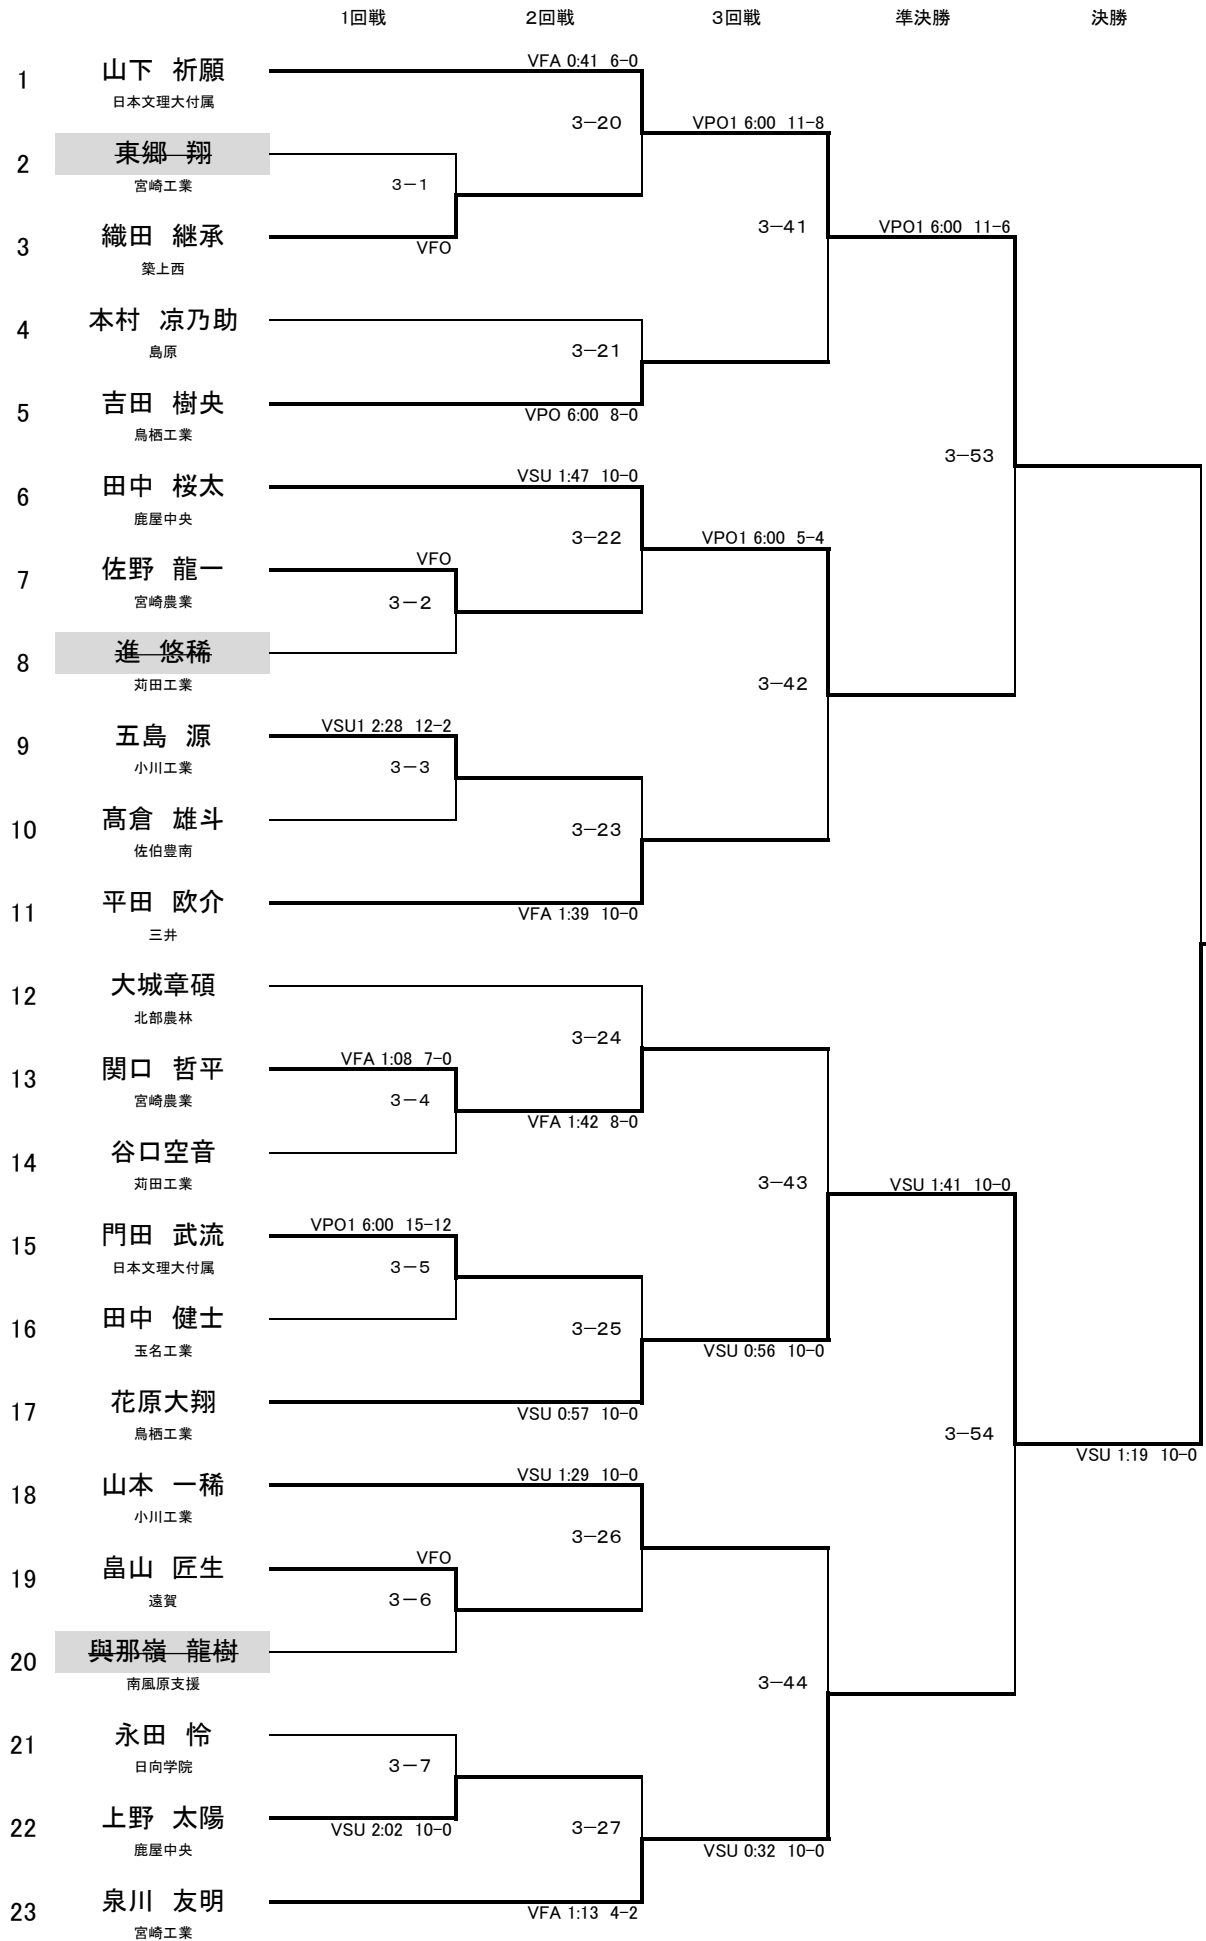 1回戦 2回戦 3回戦 準決勝 決勝
1 山下 祈願 VFA 0:41 6-0
日本文理大付属
3-20 VPO1 6:00 11-8
2 東郷 翔
宮崎工業 3-1
3 織田 継承 3-41 VPO1 6:00 11-6
VFO
築上西
4 本村 凉乃助
島原 3-21
5 吉田 樹央
VPO 6:00 8-0
鳥栖工業
3-53
6 田中 桜太 VSU 1:47 10-0
鹿屋中央
3-22 VPO1 6:00 5-4
7 佐野 龍一 VFO
宮崎農業 3-2
8 進 悠稀
苅田工業 3-42
9 五島 源 VSU1 2:28 12-2
小川工業 3-3
10 髙倉 雄斗
3-23
佐伯豊南
11 平田 欧介
VFA 1:39 10-0
三井
12 大城章碩
北部農林
3-24
13 関口 哲平 VFA 1:08 7-0
宮崎農業 3-4
VFA 1:42 8-0
14 谷口空音
苅田工業 3-43 VSU 1:41 10-0
15 門田 武流 VPO1 6:00 15-12
日本文理大付属 3-5
16 田中 健士
3-25
玉名工業 VSU 0:56 10-0
17 花原大翔
VSU 0:57 10-0
鳥栖工業 3-54
VSU 1:19 10-0
18 山本 一稀 VSU 1:29 10-0
小川工業
3-26
19 畠山 匠生 VFO
遠賀 3-6
20 與那嶺 龍樹
南風原支援 3-44
21 永田 怜
日向学院 3-7
22 上野 太陽
VSU 2:02 10-0 3-27
鹿屋中央 VSU 0:32 10-0
23 泉川 友明
VFA 1:13 4-2
宮崎工業